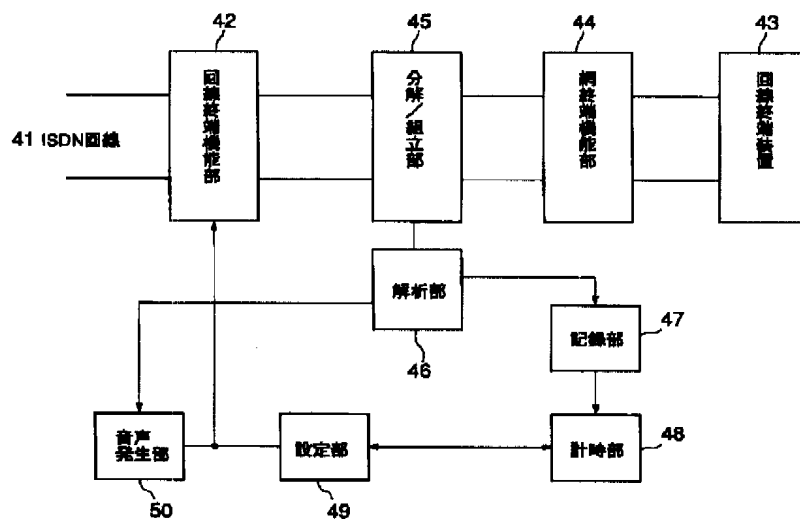 42
45
44
43
41 ISDN回線
回線終端機能部
分解／組立部
網終端機能部
回線終端装置
解析部
46
記録部
47
音声
発生部
50
設定部
49
計時部
48